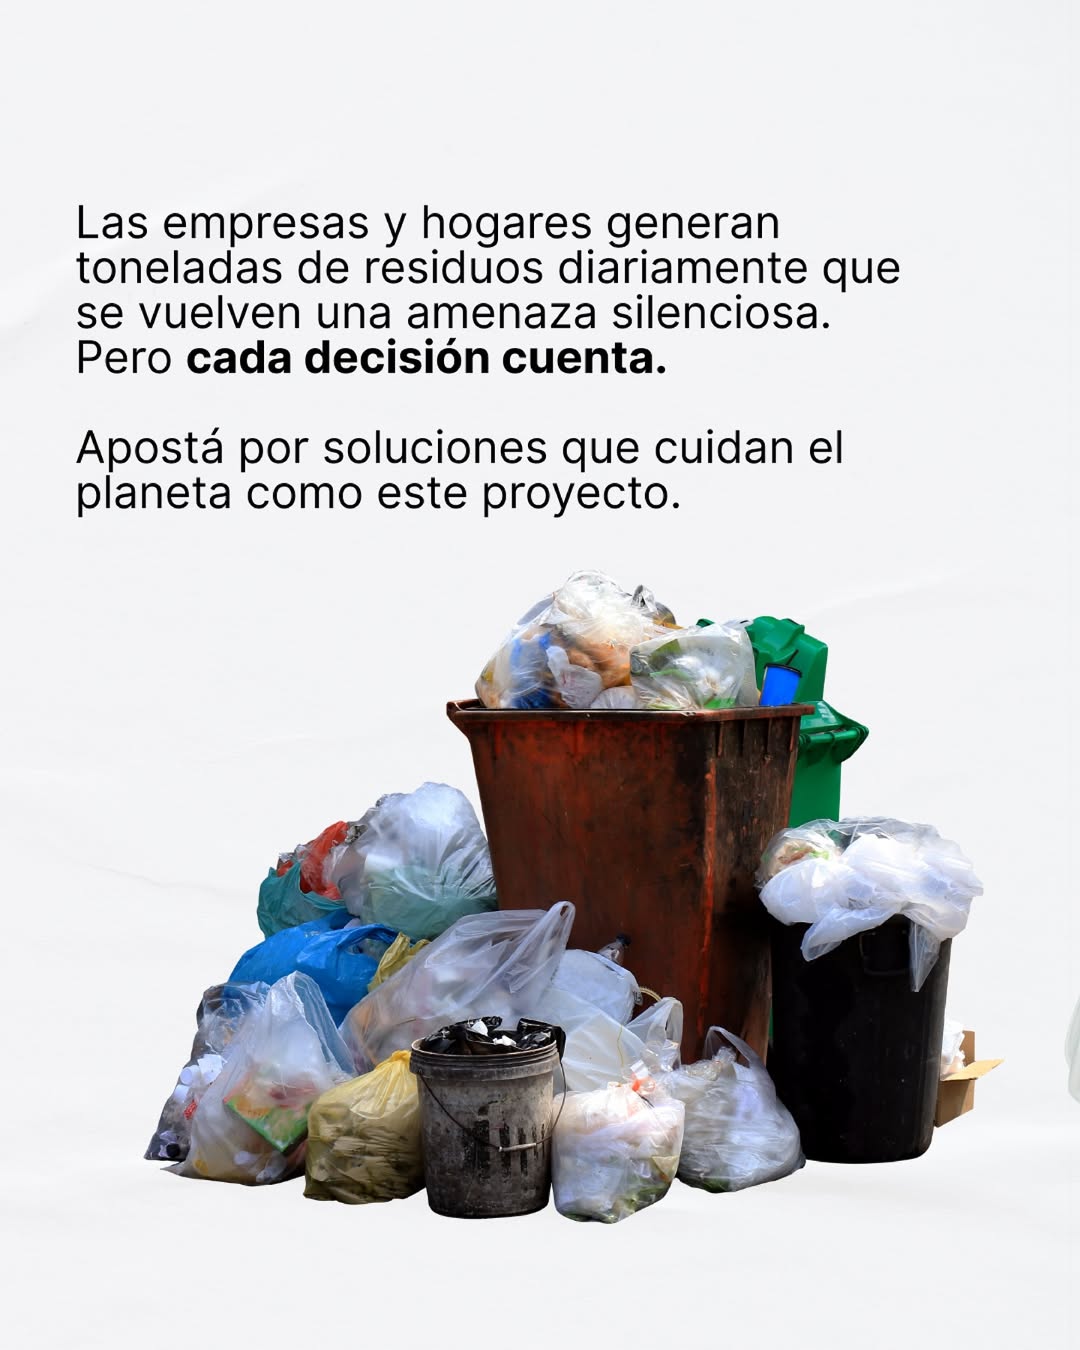 Las empresas y hogares generan
toneladas de residuos diariamente que
se vuelven una amenaza silenciosa.
Pero cada decisión cuenta.
Apostá por soluciones que cuidan el
planeta como este proyecto.